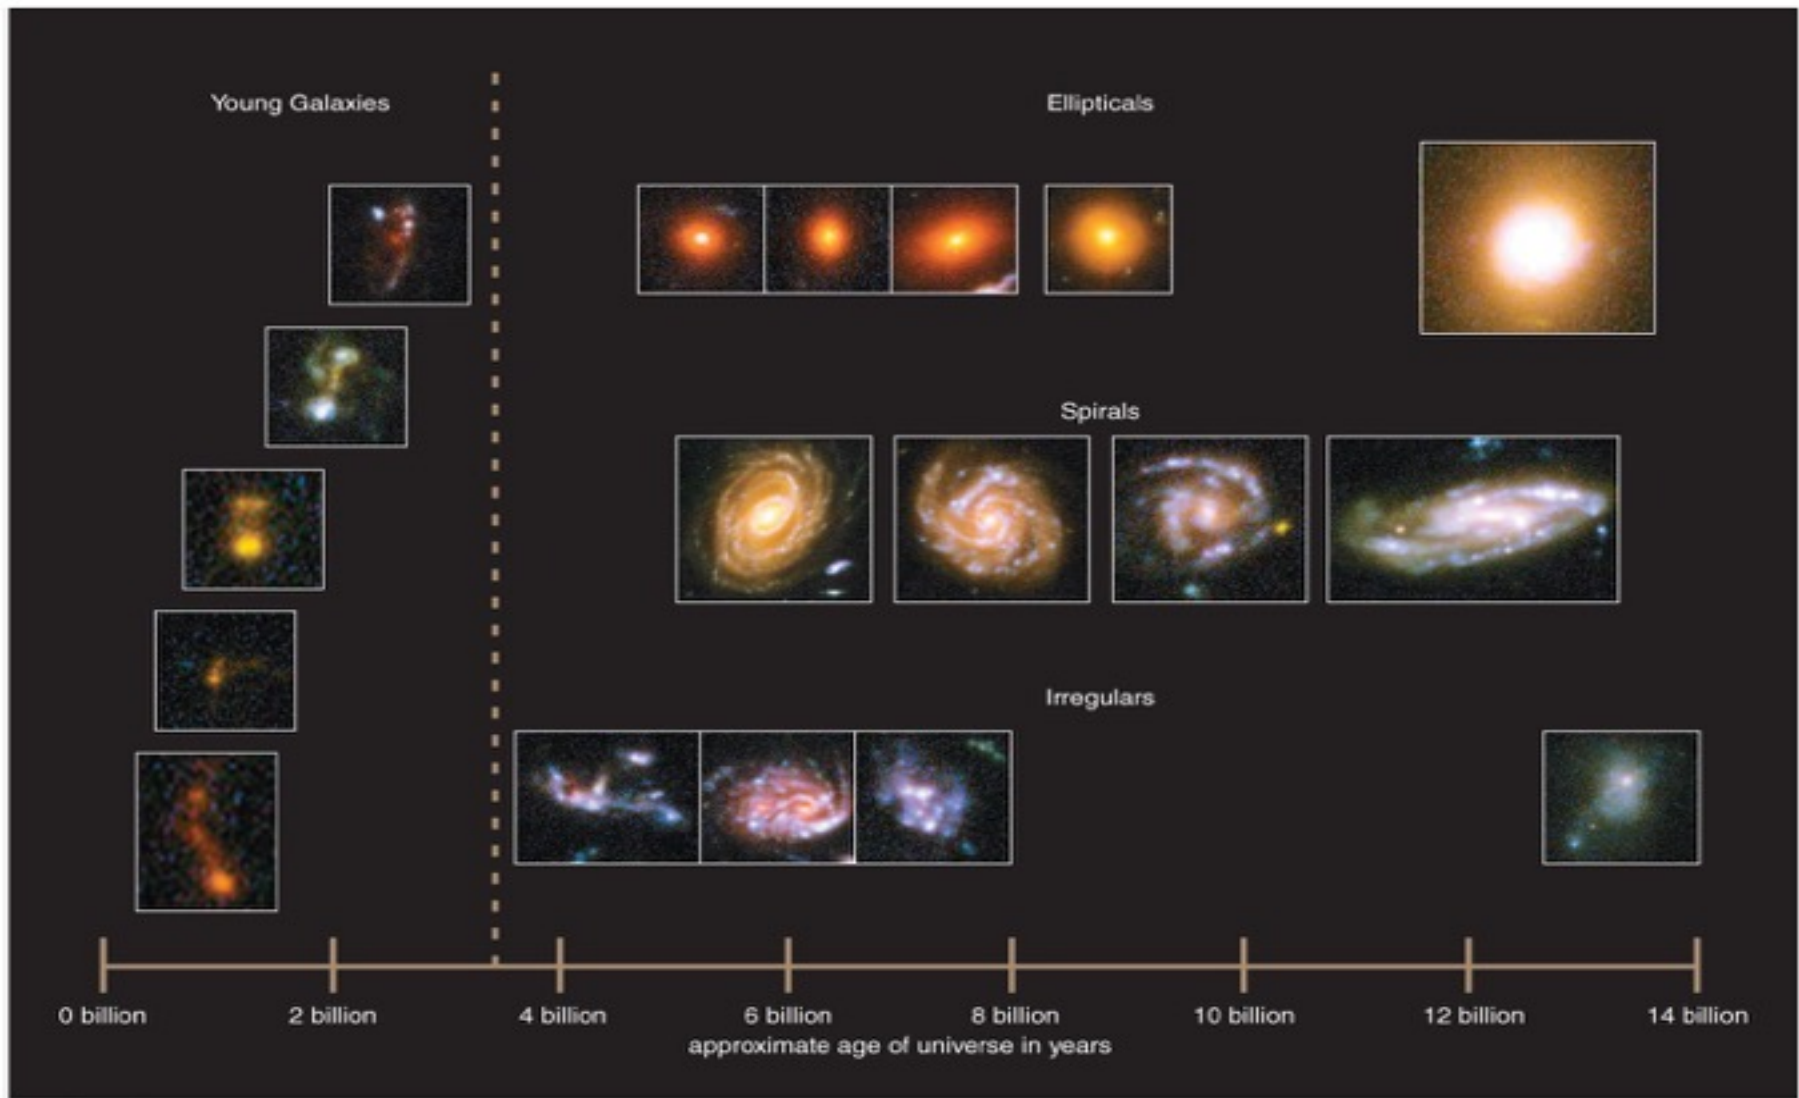 Young Galaxies
Ellipticals
Spirals
Irregulars
0 billion
2 billion
4 billion
6 billion
8 billion
10 billion
12 billion
14 billion
approximate age of universe in years